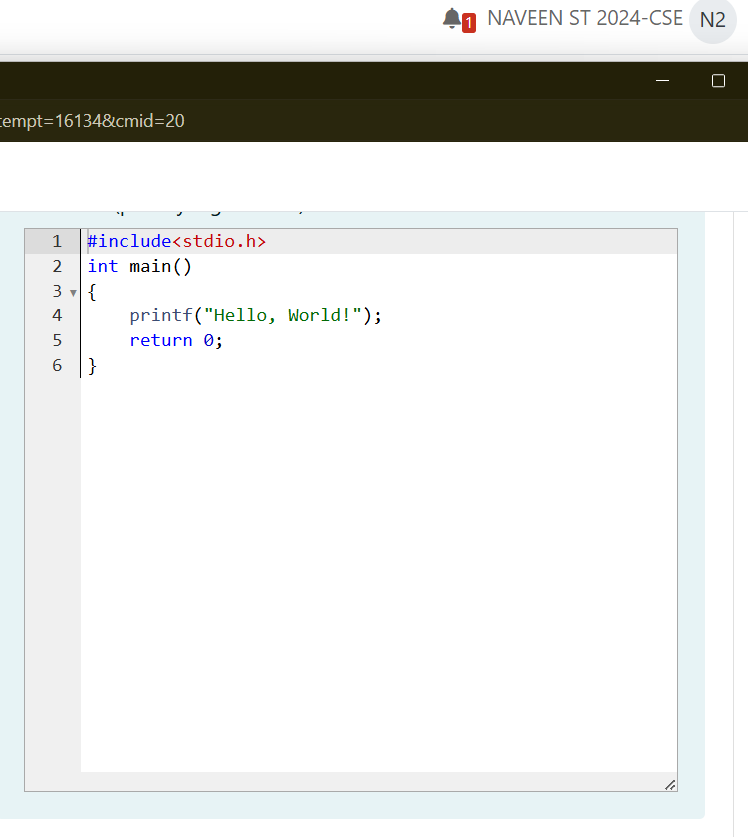 1
NAVEEN ST 2024-CSE
N2
tempt=16134&cmid=20
1 #include<stdio.h>
2 int main()
3 {
4     printf("Hello, World!");
5     return 0;
6 }